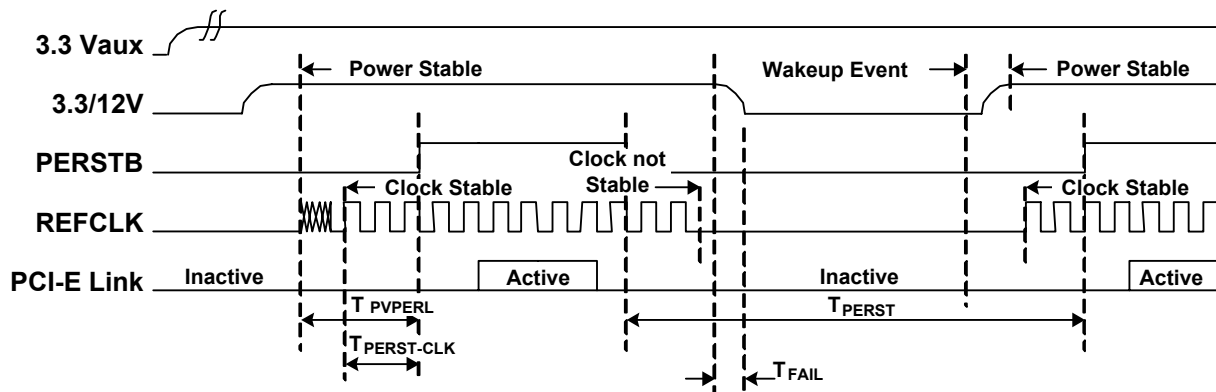 3.3 Vaux
Power Stable
Wakeup Event
Power Stable
3.3/12V
PERSTB
Clock not
Stable
Clock Stable
Clock Stable
REFCLK
PCI-E Link
Inactive
Active
Inactive
Active
T PVPERL
TPERST
TPERST-CLK
TFAIL